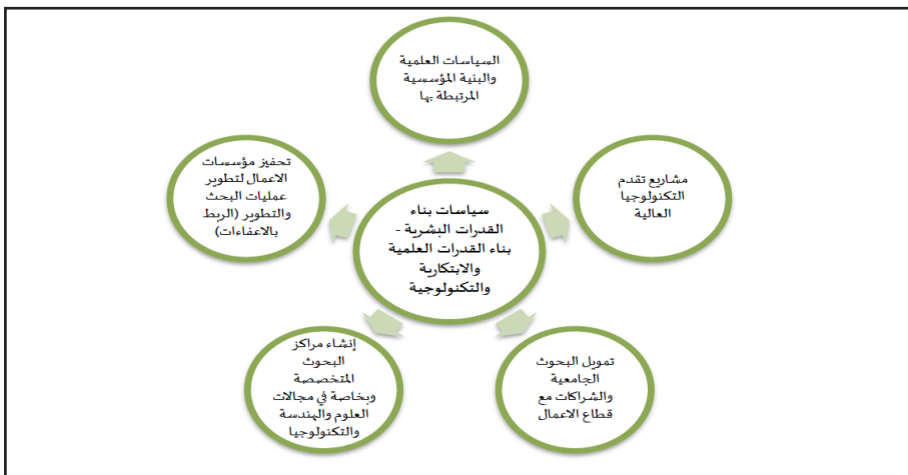 السياسات العلمية
والبنية المؤسسية
المرتبطة بها
مشاريع تقدم
التكنولوجيا
العالية
تمويل البحوث
الجامعية
والشراكات مع
قطاع الاعمال
إنشاء مراكز
البحوث
المتخصصة
وبخاصة في مجالات
العلوم والهندسة
والتكنولوجيا
تحفيز مؤسسات
الاعمال لتطوير
عمليات البحث
والتطوير (الربط
بالاعفاءات)
سياسات بناء
القدرات البشرية -
بناء القدرات العلمية
والابتكارية
والتكنولوجية